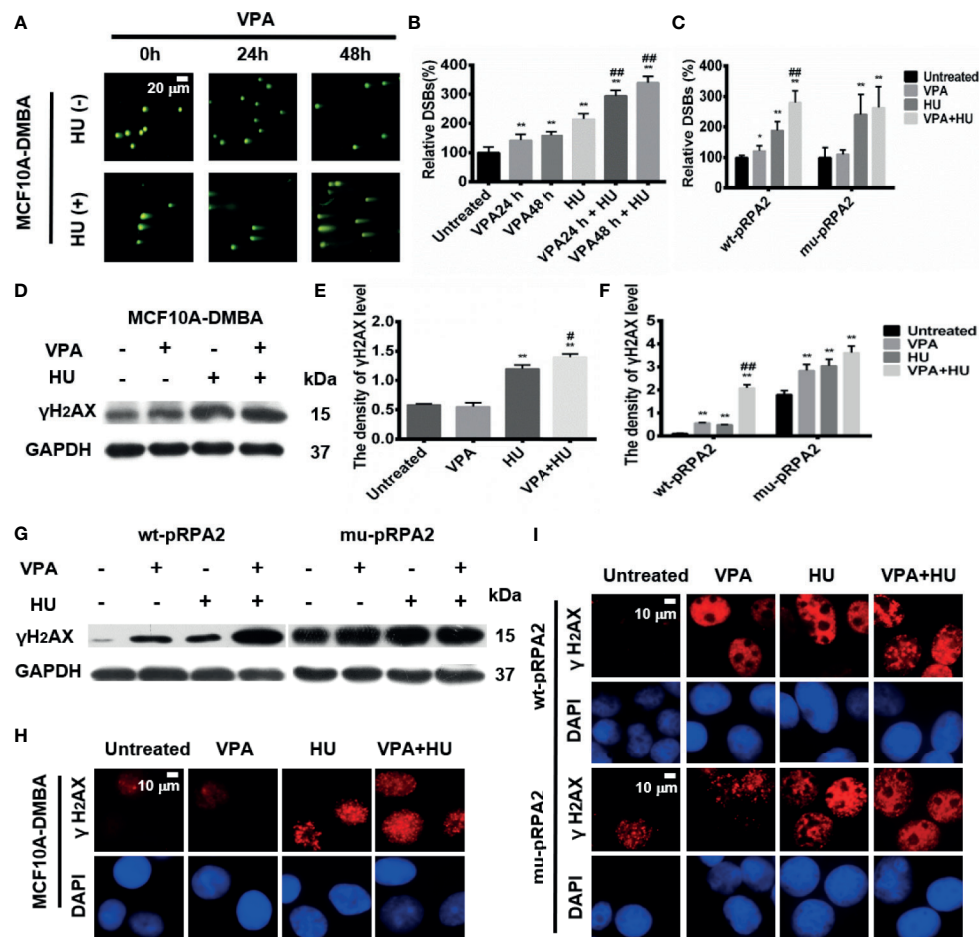 A
VPA
0h 24h 48h
20 μm
MCF10A-DMBA
HU (-)
HU (+)
B
Relative DSBs(%)
400
300
200
100
0
** ** ** ## ** ## **
Untreated
VPA24 h
VPA48 h
HU
VPA24 h + HU
VPA48 h + HU
C
Relative DSBs (%)
400
300
200
100
0
* ** ## ** ** **
wt-pRPA2
mu-pRPA2
Untreated
VPA
HU
VPA+HU
D
MCF10A-DMBA
VPA - + - +
HU - - + + kDa
γH2AX 15
GAPDH 37
E
The density of γH2AX level
2.0
1.5
1.0
0.5
0.0
** # **
Untreated
VPA
HU
VPA+HU
F
The density of γH2AX level
5
4
3
2
1
0
** ** ## ** ** ** **
wt-pRPA2
mu-pRPA2
Untreated
VPA
HU
VPA+HU
G
wt-pRPA2 mu-pRPA2
VPA - + - + - + - +
HU - - + + - - + + kDa
γH2AX 15
GAPDH 37
H
Untreated VPA HU VPA+HU
MCF10A-DMBA
γ H2AX
10 μm
DAPI
I
Untreated VPA HU VPA+HU
wt-pRPA2
γ H2AX
10 μm
DAPI
mu-pRPA2
γ H2AX
10 μm
DAPI